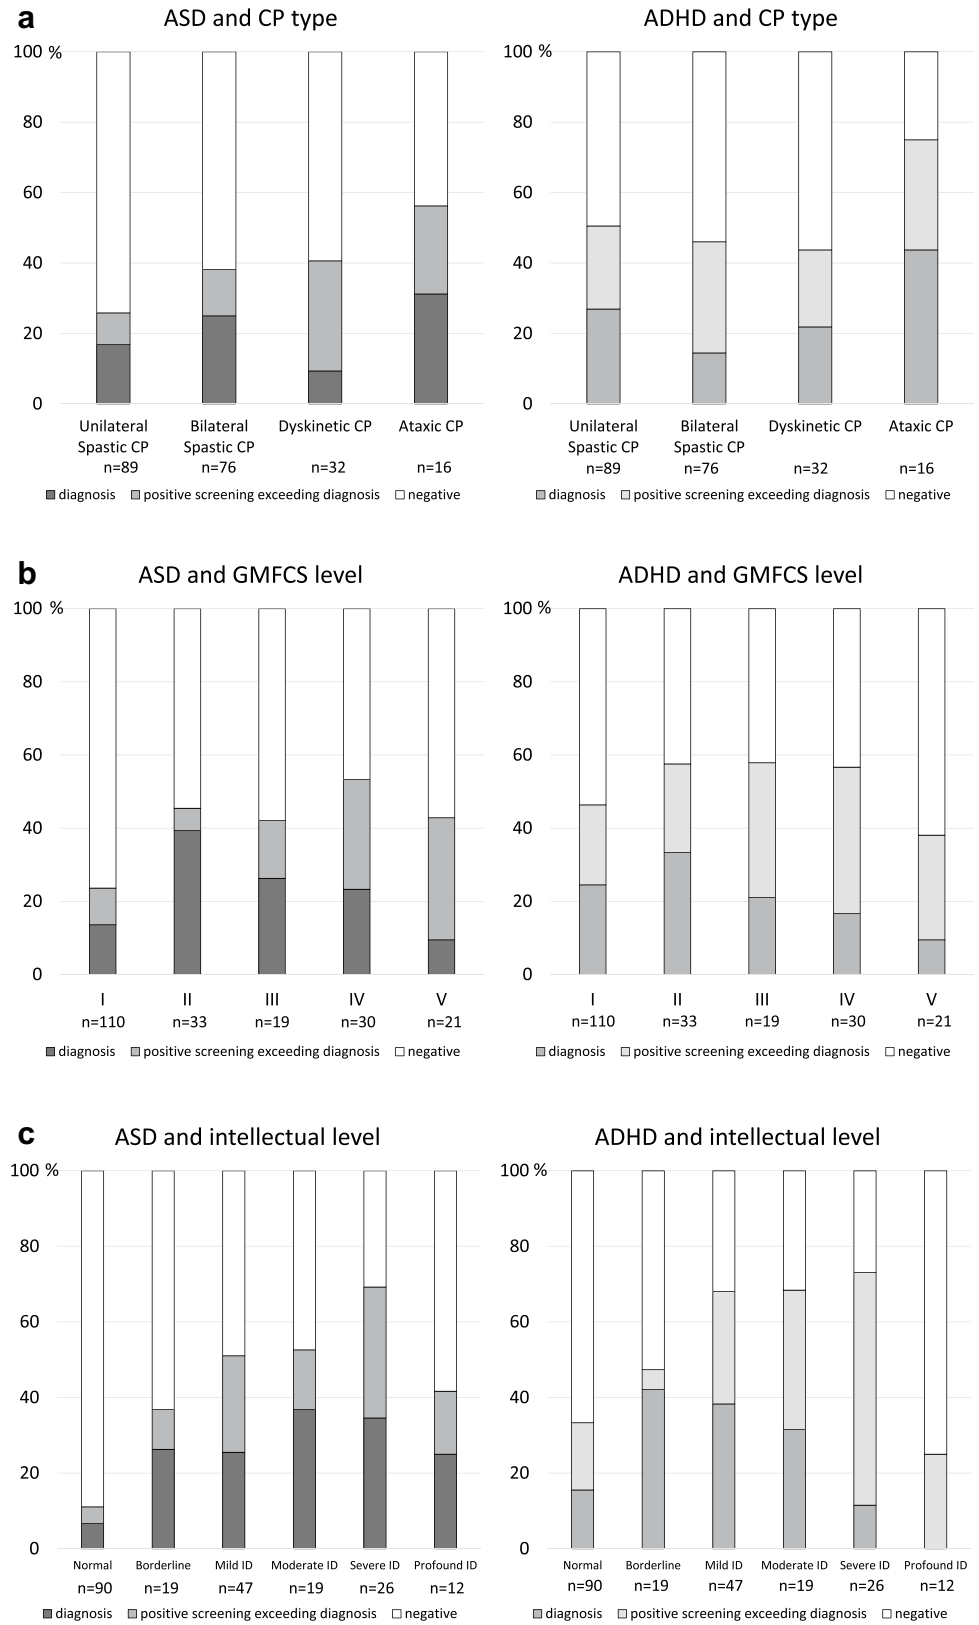 a
ASD and CP type
100 %
80
60
40
20
0
Unilateral Spastic CP
Bilateral Spastic CP
Dyskinetic CP
Ataxic CP
n=89
n=76
n=32
n=16
diagnosis positive screening exceeding diagnosis negative
ADHD and CP type
100 %
80
60
40
20
0
Unilateral Spastic CP
Bilateral Spastic CP
Dyskinetic CP
Ataxic CP
n=89
n=76
n=32
n=16
diagnosis positive screening exceeding diagnosis negative
b
ASD and GMFCS level
100 %
80
60
40
20
0
I II III IV V
n=110 n=33 n=19 n=30 n=21
diagnosis positive screening exceeding diagnosis negative
ADHD and GMFCS level
100 %
80
60
40
20
0
I II III IV V
n=110 n=33 n=19 n=30 n=21
diagnosis positive screening exceeding diagnosis negative
c
ASD and intellectual level
100 %
80
60
40
20
0
Normal Borderline Mild ID Moderate ID Severe ID Profound ID
n=90 n=19 n=47 n=19 n=26 n=12
diagnosis positive screening exceeding diagnosis negative
ADHD and intellectual level
100 %
80
60
40
20
0
Normal Borderline Mild ID Moderate ID Severe ID Profound ID
n=90 n=19 n=47 n=19 n=26 n=12
diagnosis positive screening exceeding diagnosis negative